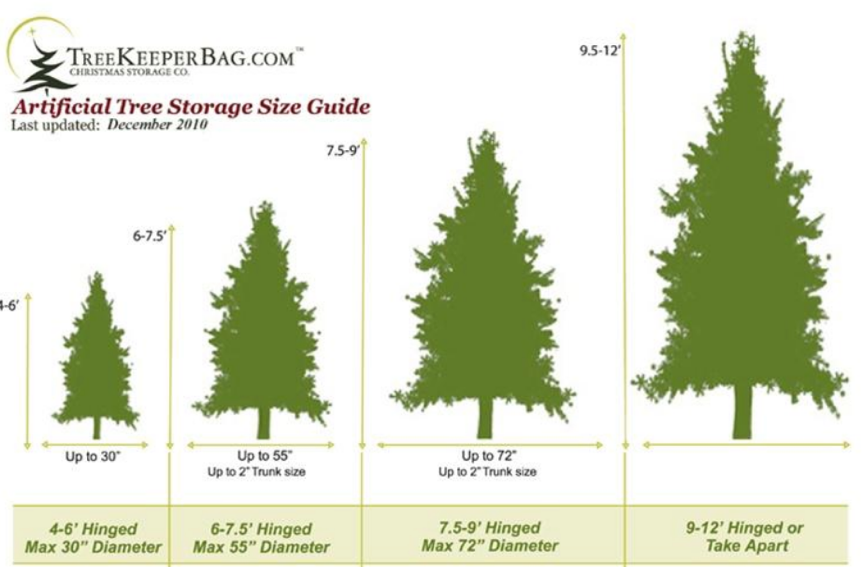 TREEKEEPERBAG.COM™
CHRISTMAS STORAGE CO.
Artificial Tree Storage Size Guide
Last updated: December 2010
4-6'
6-7.5'
7.5-9'
9.5-12'
Up to 30"
Up to 55"
Up to 2" Trunk size
Up to 72"
Up to 2" Trunk size
4-6' Hinged
Max 30" Diameter
6-7.5' Hinged
Max 55" Diameter
7.5-9' Hinged
Max 72" Diameter
9-12' Hinged or
Take Apart